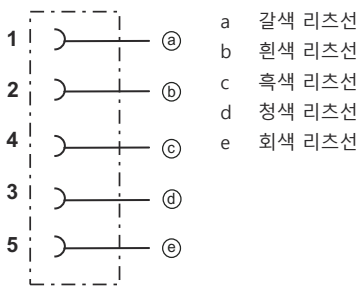 1 ⓐ
2 ⓑ
4 ⓒ
3 ⓓ
5 ⓔ
a 갈색 리츠선
b 흰색 리츠선
c 흑색 리츠선
d 청색 리츠선
e 회색 리츠선